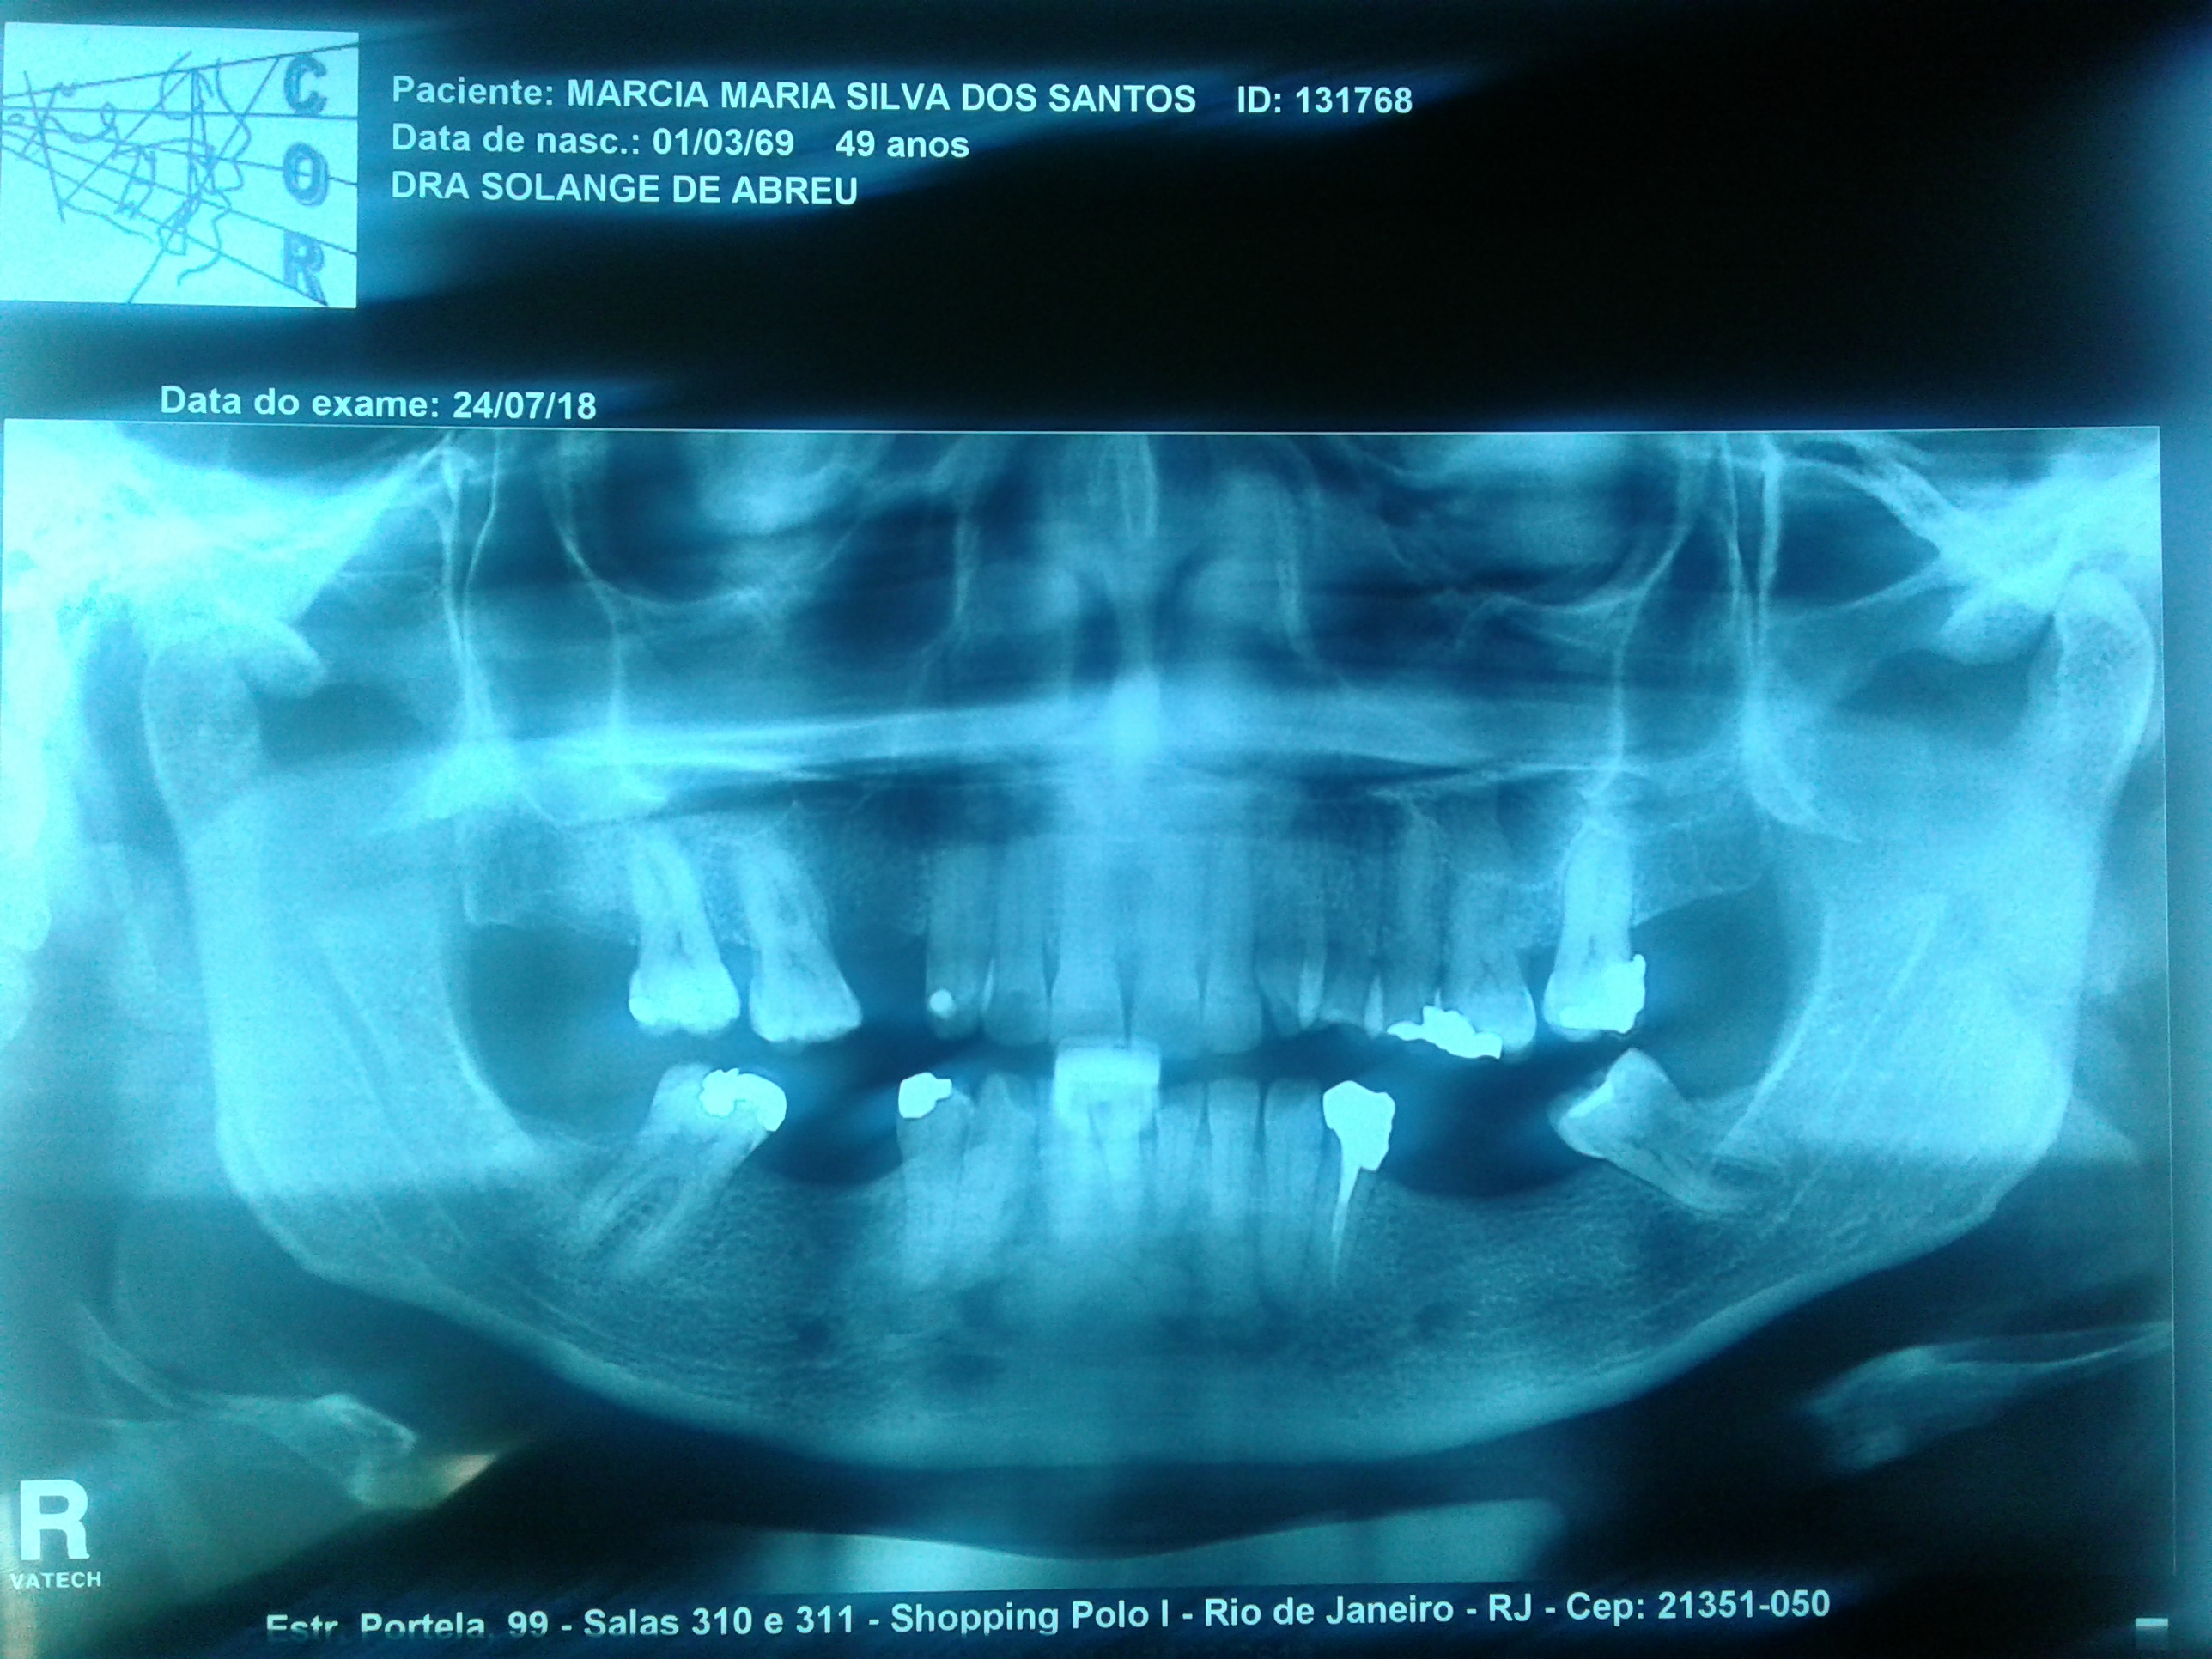 C
O
R
Paciente: MARCIA MARIA SILVA DOS SANTOS ID: 131768
Data de nasc.: 01/03/69 49 anos
DRA SOLANGE DE ABREU
Data do exame: 24/07/18
R
VATECH
Estr. Portela, 99 - Salas 310 e 311 - Shopping Polo I - Rio de Janeiro - RJ - Cep: 21351-050